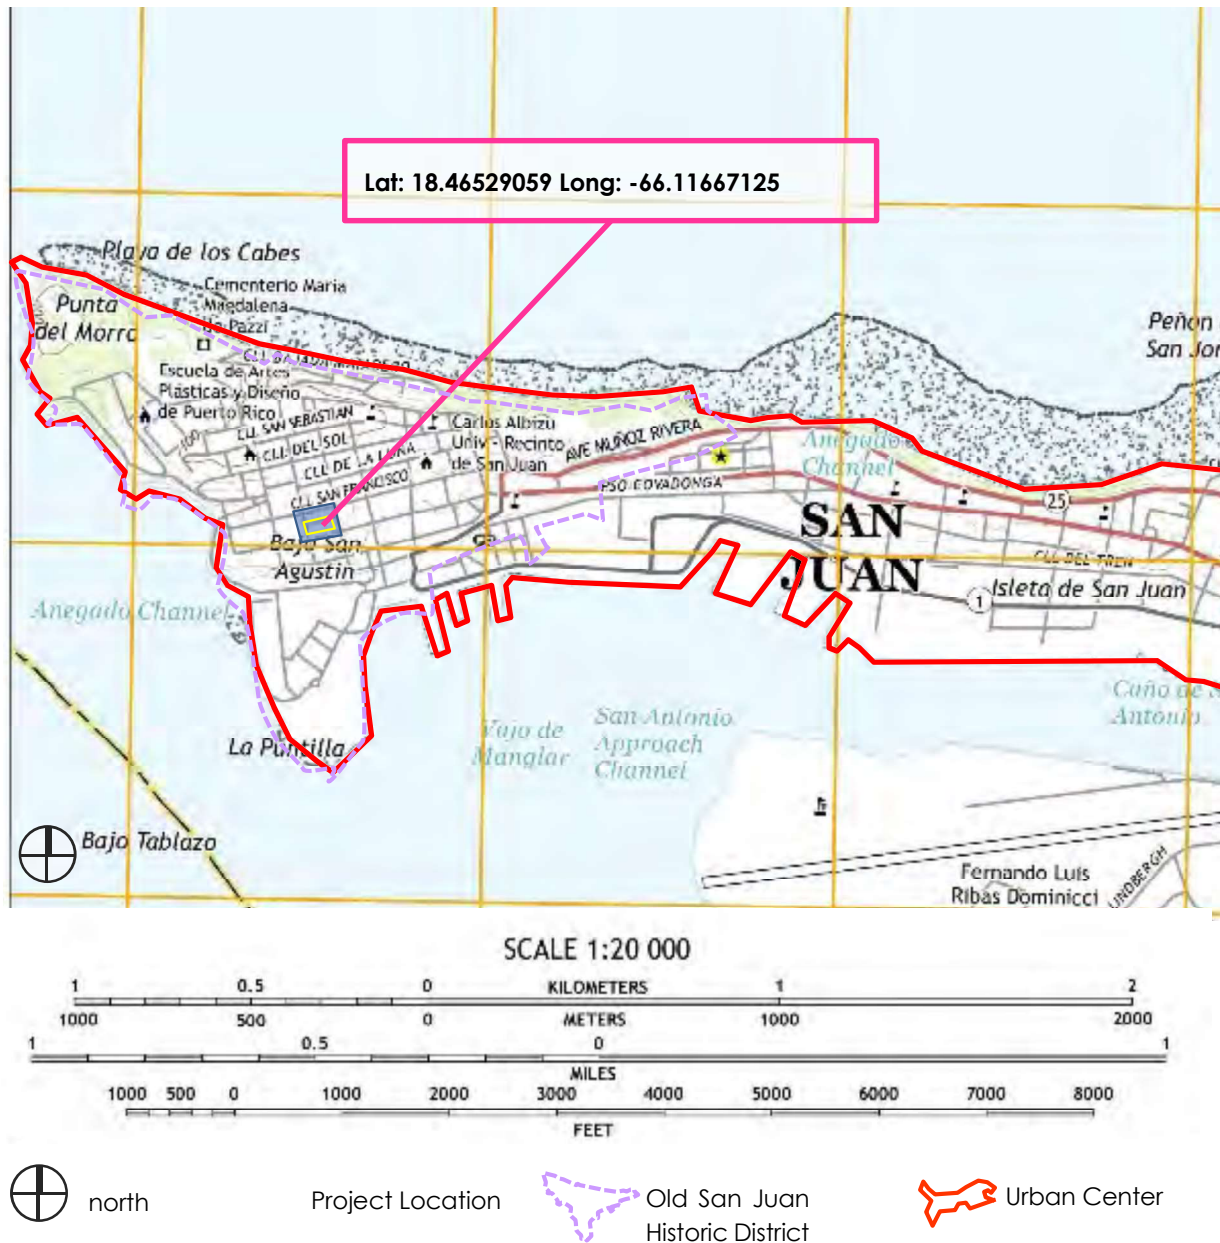 Lat: 18.46529059 Long: -66.11667125
Playa de los Cabes
Cementerio Maria
Magdalena
de Pazzi
Punta
del Morro
Peñon
San Jor
Escuela de Artes
Plásticas y Diseño
de Puerto Rico
100
CLL SAN SEBASTIAN
CLL DEL SOL
CLL DE LA LUNA
CLL SAN FRANCISCO
Carlos Albizu
Univ - Recinto
de San Juan
AVE MUÑOZ RIVERA
PSO COVADONGA
Anegado
Channel
25
SAN
JUAN
Bajo San
Agustin
CLL DEL TREN
Isleta de San Juan
1
Anegado Channel
Caño de S
Antonio
La Puntilla
Vajo de
Manglar
San Antonio
Approach
Channel
Bajo Tablazo
Fernando Luis
Ribas Dominicci
LINDBERGH
SCALE 1:20 000
1 0.5 0 KILOMETERS 1 2
1000 500 0 METERS 1000 2000
1 0.5 0 1
MILES
1000 500 0 1000 2000 3000 4000 5000 6000 7000 8000
FEET
north
Project Location
Old San Juan
Historic District
Urban Center